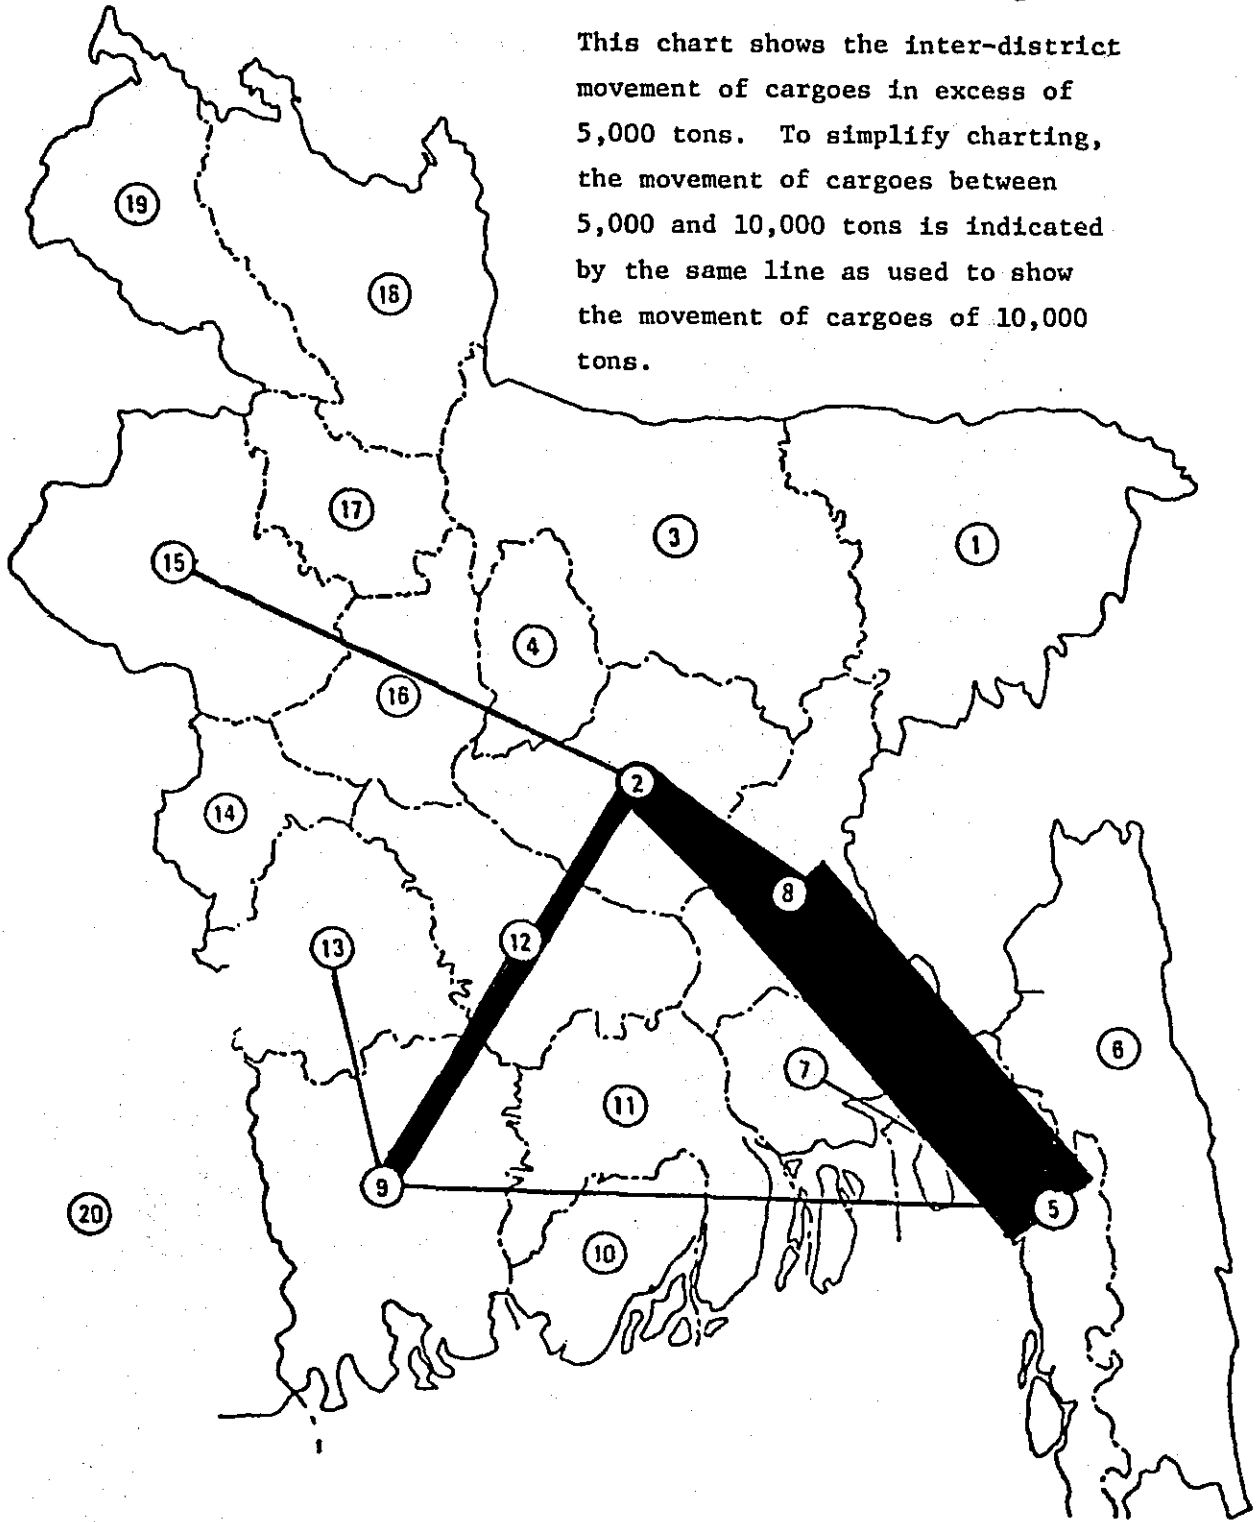 This chart shows the inter-district
movement of cargoes in excess of
5,000 tons. To simplify charting,
the movement of cargoes between
5,000 and 10,000 tons is indicated
by the same line as used to show
the movement of cargoes of 10,000
tons.
19
18
17
3
1
15
4
16
2
14
8
12
13
6
7
11
9
5
20
10